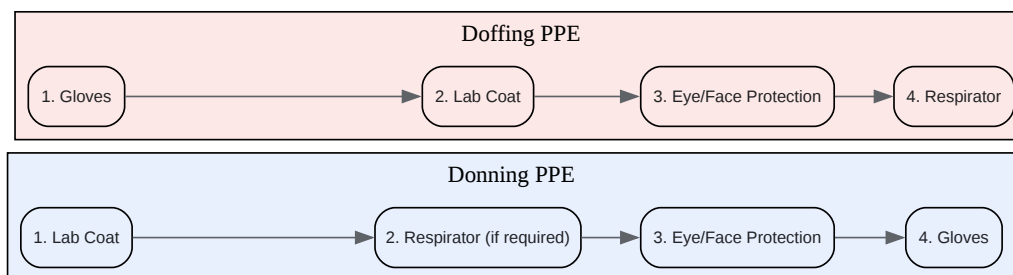 Doffing PPE
1. Gloves
2. Lab Coat
3. Eye/Face Protection
4. Respirator
Donning PPE
1. Lab Coat
2. Respirator (if required)
3. Eye/Face Protection
4. Gloves